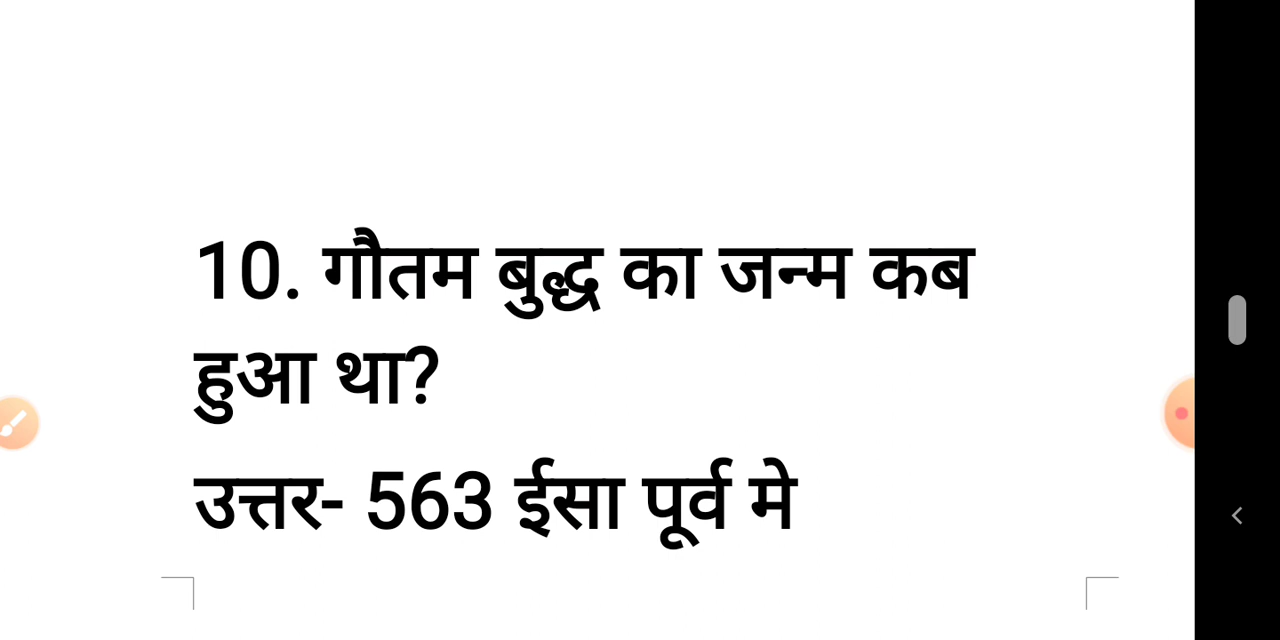 10. गौतम बुद्ध का जन्म कब
हुआ था?
उत्तर- 563 ईसा पूर्व मे